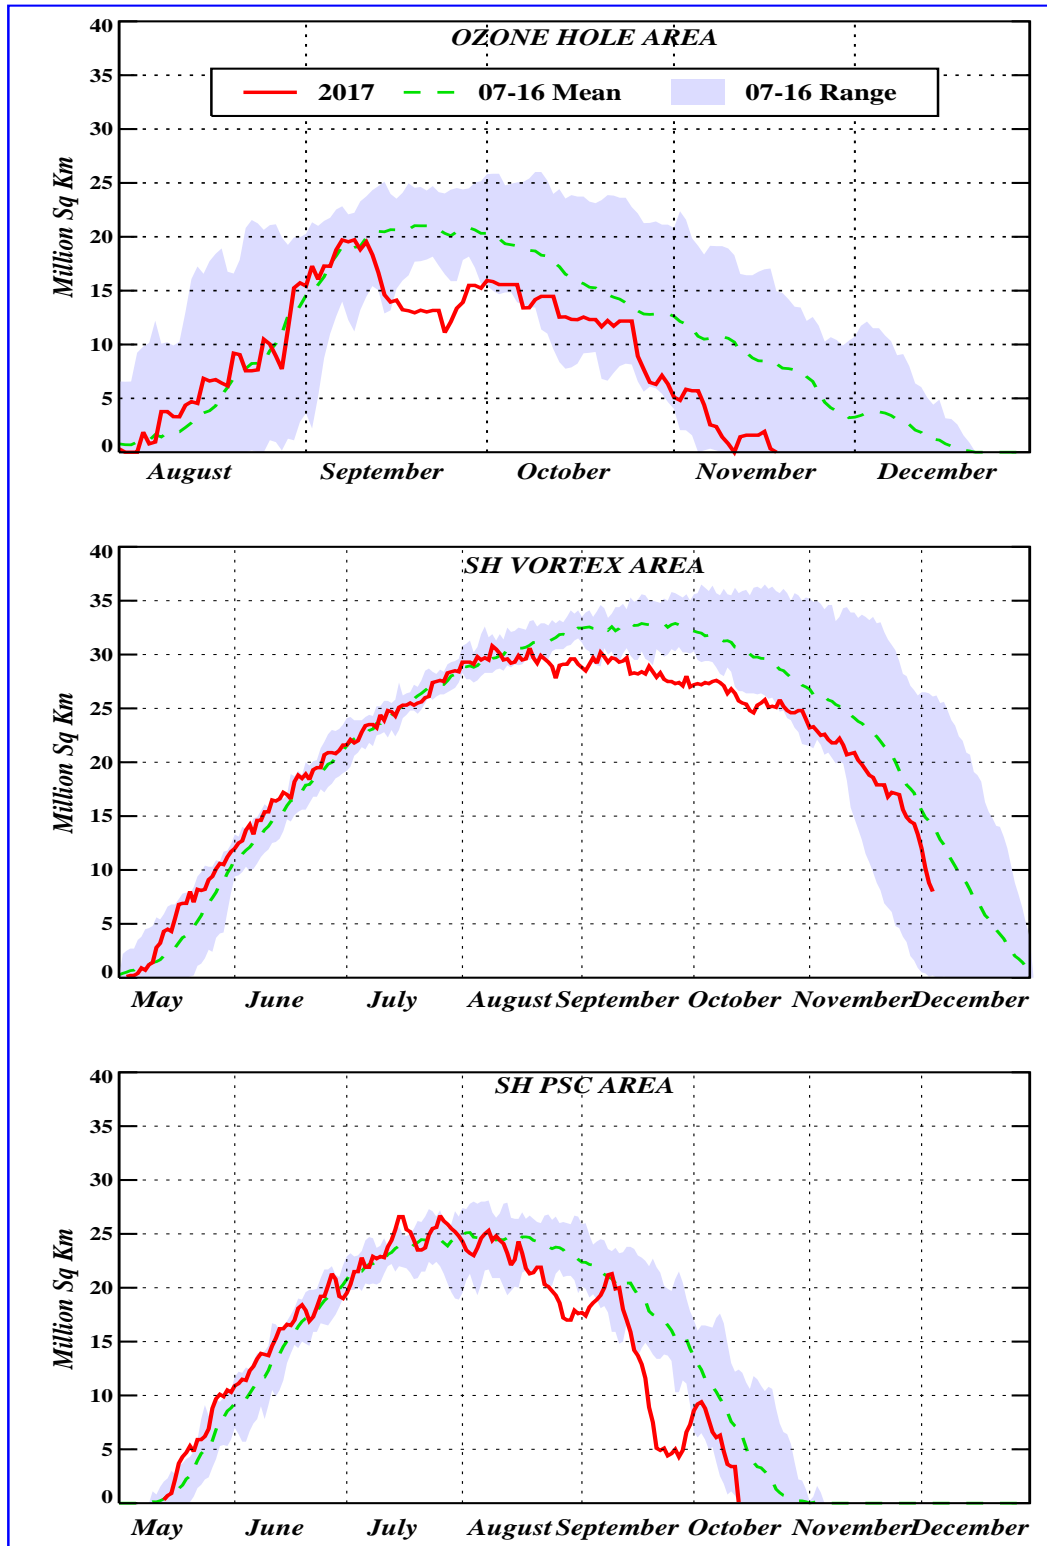 OZONE HOLE AREA
2017 07-16 Mean 07-16 Range
Million Sq Km
40
35
30
25
20
15
10
5
0
August September October November December
SH VORTEX AREA
Million Sq Km
40
35
30
25
20
15
10
5
0
May June July August September October November December
SH PSC AREA
Million Sq Km
40
35
30
25
20
15
10
5
0
May June July August September October November December